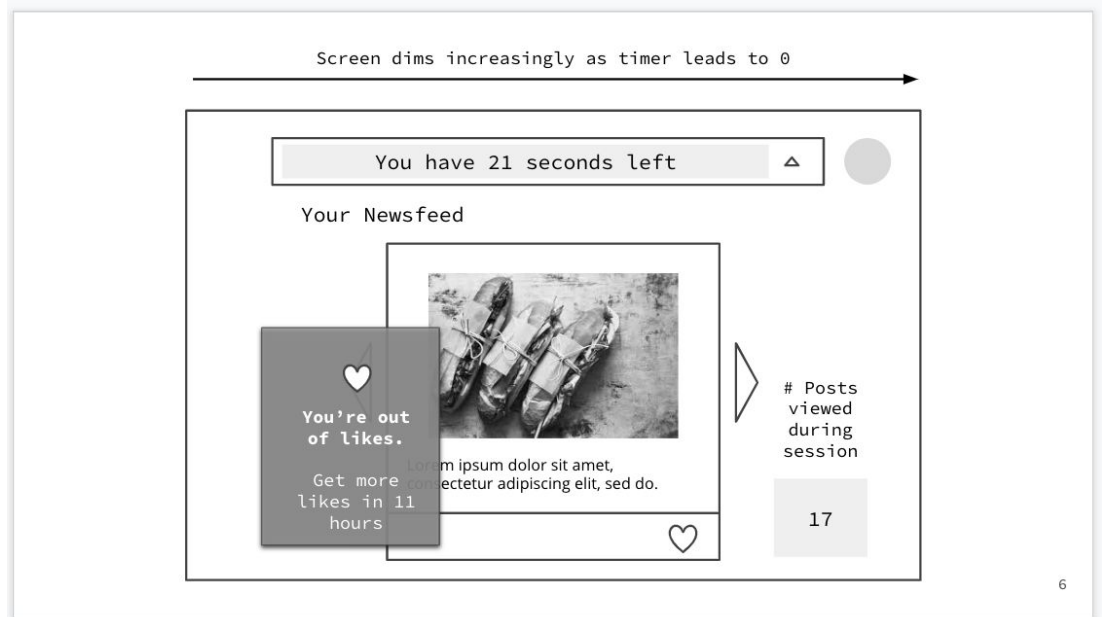 Screen dims increasingly as timer leads to 0
You have 21 seconds left
Your Newsfeed
You're out
of likes.
Get more
likes in 11
hours
Lorem ipsum dolor sit amet,
consectetur adipiscing elit, sed do.
# Posts
viewed
during
session
17
6